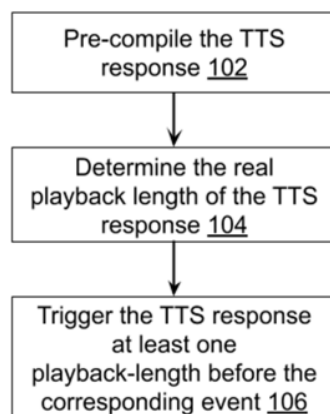 Pre-compile the TTS
response 102
Determine the real
playback length of the TTS
response 104
Trigger the TTS response
at least one
playback-length before the
corresponding event 106